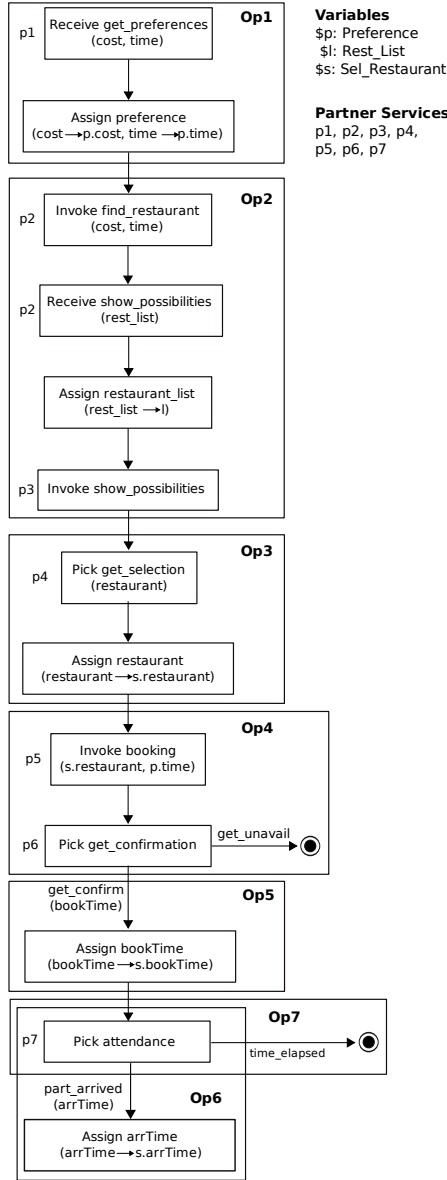 Op1
p1
Receive get_preferences
(cost, time)
Assign preference
(cost→p.cost, time →p.time)
Variables
$p: Preference
$l: Rest_List
$s: Sel_Restaurant
Partner Services
p1, p2, p3, p4,
p5, p6, p7
Op2
p2
Invoke find_restaurant
(cost, time)
p2
Receive show_possibilities
(rest_list)
Assign restaurant_list
(rest_list →l)
p3
Invoke show_possibilities
Op3
p4
Pick get_selection
(restaurant)
Assign restaurant
(restaurant→s.restaurant)
Op4
p5
Invoke booking
(s.restaurant, p.time)
p6
Pick get_confirmation
get_unavail
get_confirm
(bookTime)
Op5
Assign bookTime
(bookTime→s.bookTime)
Op7
p7
Pick attendance
time_elapsed
part_arrived
(arrTime)
Op6
Assign arrTime
(arrTime→s.arrTime)